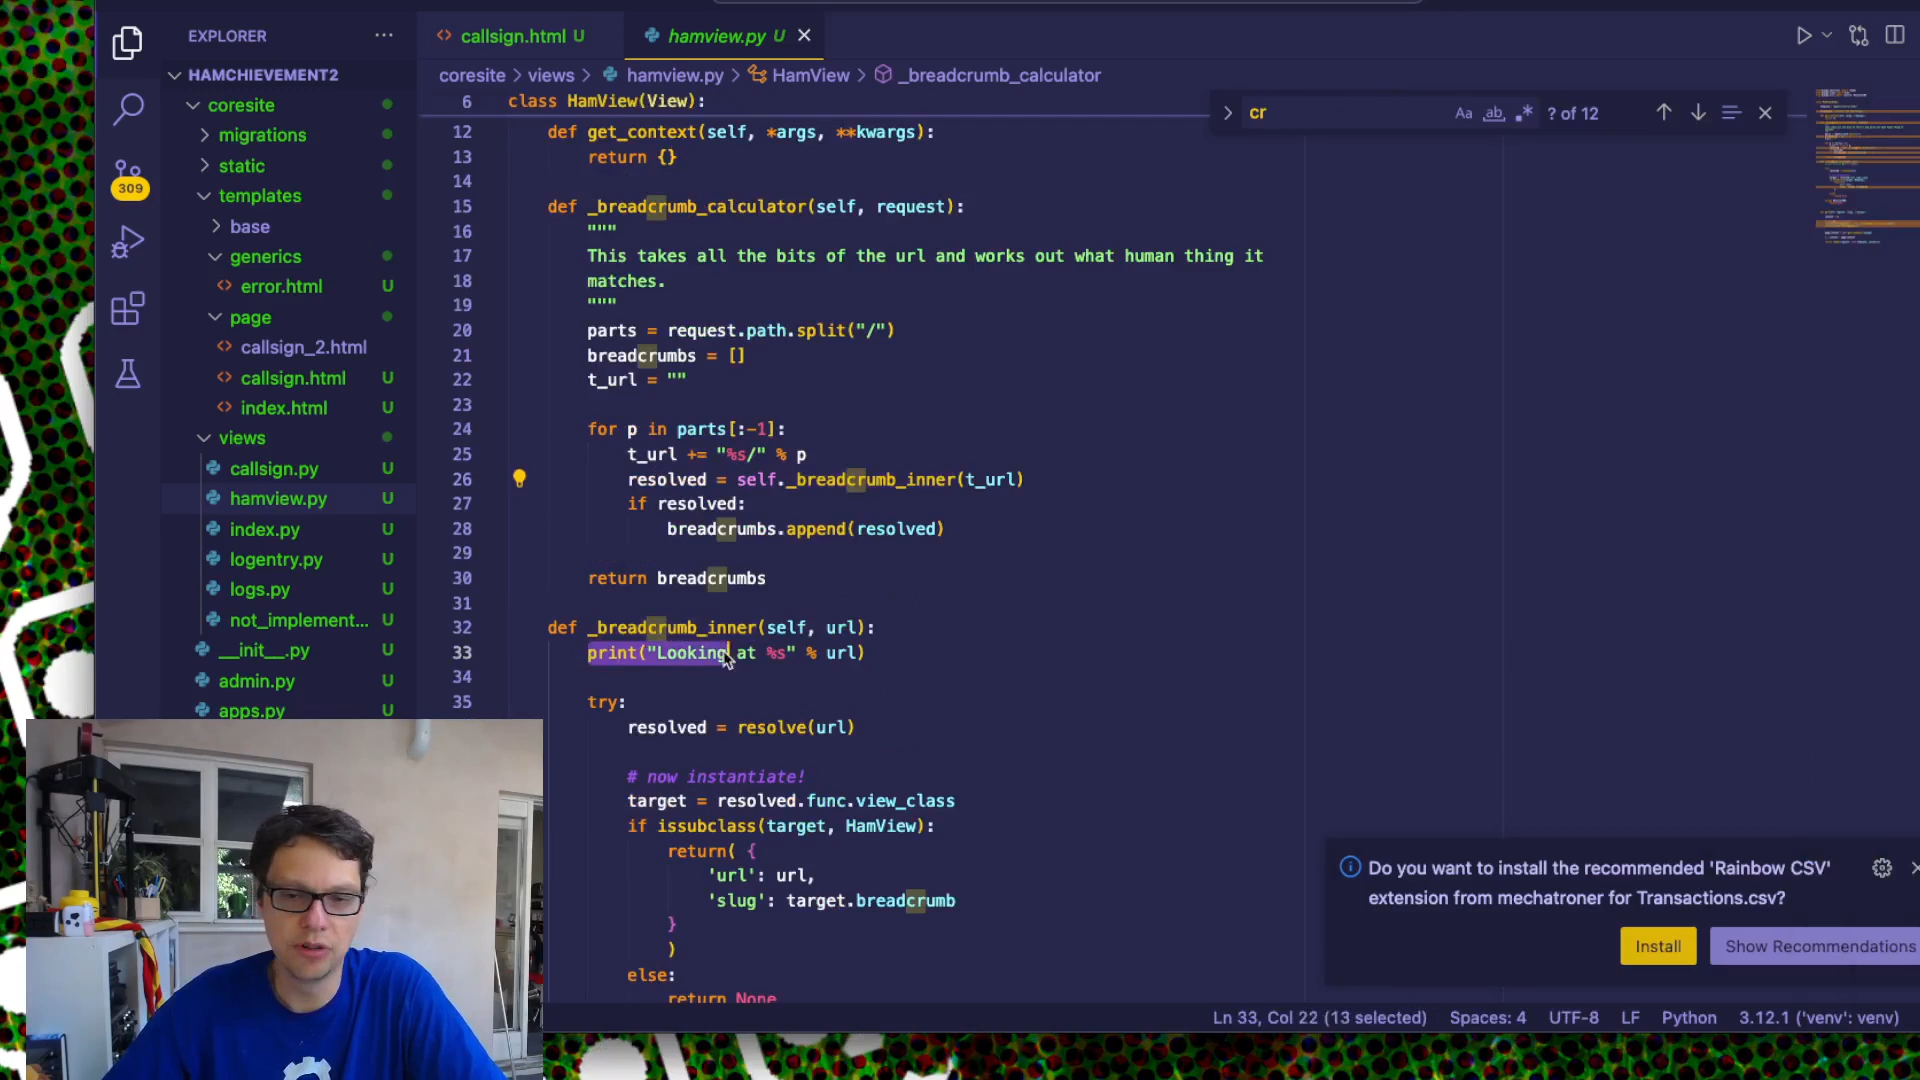 EXPLORER
callsign.html U
hamview.py U
HAMCHIEVEMENT2
coresite > views > hamview.py > HamView > _breadcrumb_calculator
coresite
migrations
static
309
templates
base
generics
error.html U
page
callsign_2.html
callsign.html U
index.html U
views
callsign.py U
hamview.py U
index.py U
logentry.py U
logs.py U
not_implement... U
__init__.py U
admin.py U
apps.py U
cr
Aa ab ? of 12
6 class HamView(View):
12 def get_context(self, *args, **kwargs):
13 return {}
14
15 def _breadcrumb_calculator(self, request):
16 """
17 This takes all the bits of the url and works out what human thing it
18 matches.
19 """
20 parts = request.path.split("/")
21 breadcrumbs = []
22 t_url = ""
23
24 for p in parts[:-1]:
25 t_url += "%s/" % p
26 resolved = self._breadcrumb_inner(t_url)
27 if resolved:
28 breadcrumbs.append(resolved)
29
30 return breadcrumbs
31
32 def _breadcrumb_inner(self, url):
33 print("Looking at %s" % url)
34
35 try:
resolved = resolve(url)
# now instantiate!
target = resolved.func.view_class
if issubclass(target, HamView):
return( {
'url': url,
'slug': target.breadcrumb
}
)
else:
return None
Do you want to install the recommended 'Rainbow CSV'
extension from mechatroner for Transactions.csv?
Install
Show Recommendations
Ln 33, Col 22 (13 selected) Spaces: 4 UTF-8 LF Python 3.12.1 ('venv': venv)